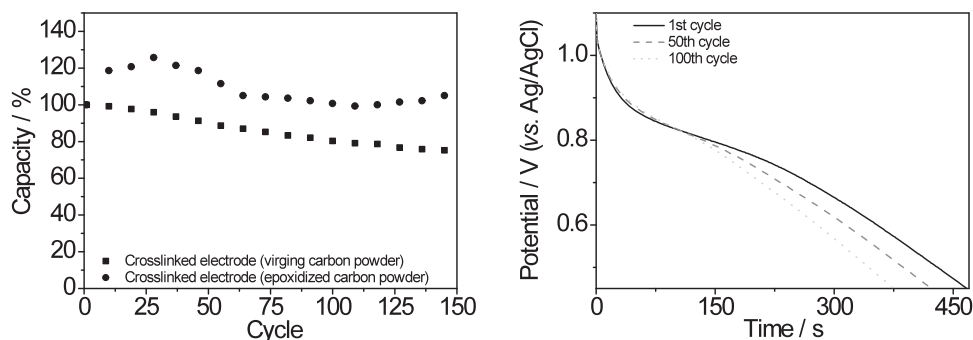 140
120
100
80
60
40
20
0
Capacity / %
Crosslinked electrode (virging carbon powder)
Crosslinked electrode (epoxidized carbon powder)
0 25 50 75 100 125 150
Cycle
1.0
0.8
0.6
Potential / V (vs. Ag/AgCl)
1st cycle
50th cycle
100th cycle
0 150 300 450
Time / s